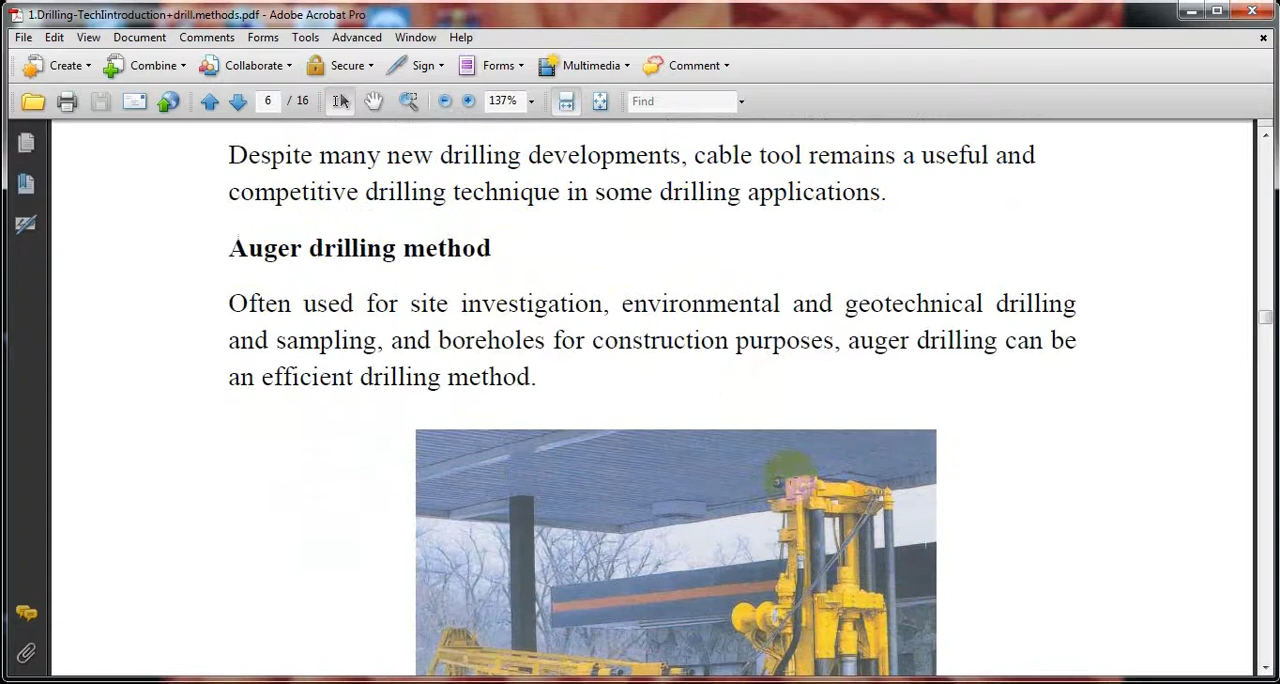 1.Drilling-TechIintroduction+drill.methods.pdf - Adobe Acrobat Pro
File Edit View Document Comments Forms Tools Advanced Window Help
Create Combine Collaborate Secure Sign Forms Multimedia Comment
6 / 16 137% Find
Despite many new drilling developments, cable tool remains a useful and
competitive drilling technique in some drilling applications.
Auger drilling method
Often used for site investigation, environmental and geotechnical drilling
and sampling, and boreholes for construction purposes, auger drilling can be
an efficient drilling method.